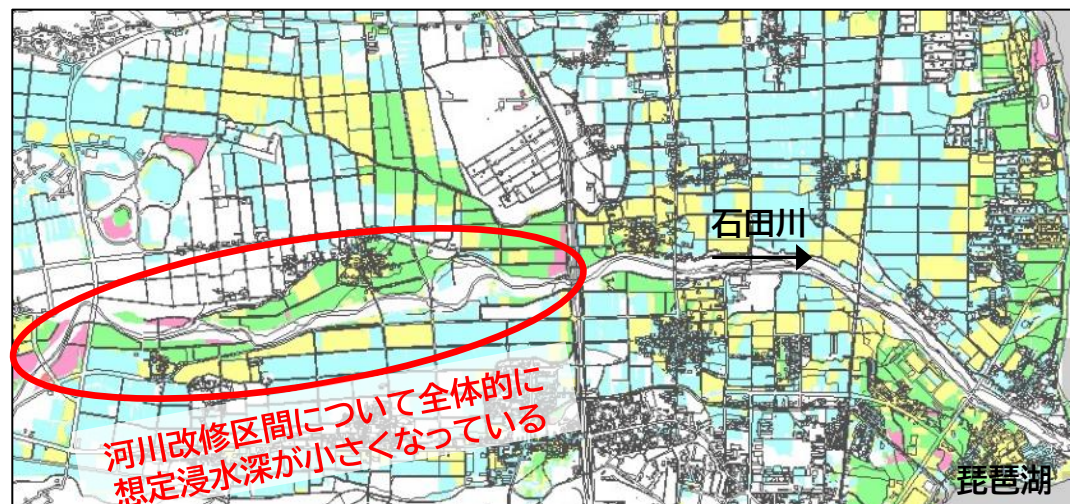 石田川
河川改修区間について全体的に
想定浸水深が小さくなっている
琵琶湖